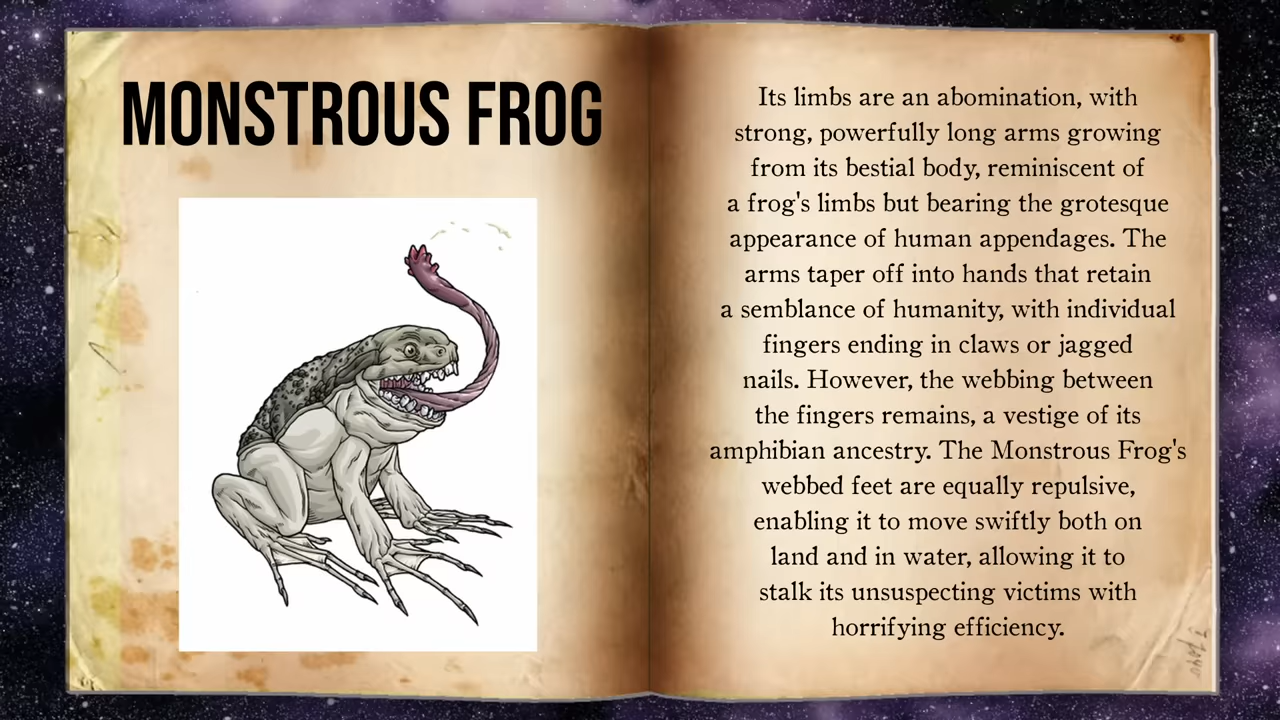 MONSTROUS FROG
Its limbs are an abomination, with
strong, powerfully long arms growing
from its bestial body, reminiscent of
a frog's limbs but bearing the grotesque
appearance of human appendages. The
arms taper off into hands that retain
a semblance of humanity, with individual
fingers ending in claws or jagged
nails. However, the webbing between
the fingers remains, a vestige of its
amphibian ancestry. The Monstrous Frog's
webbed feet are equally repulsive,
enabling it to move swiftly both on
land and in water, allowing it to
stalk its unsuspecting victims with
horrifying efficiency.